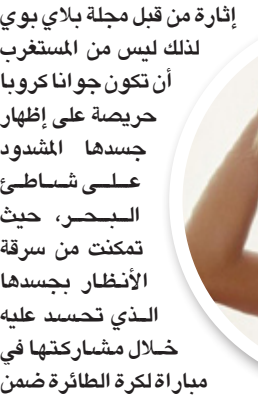 إثارة من قبل مجلة بلاي بوي
لذلك ليس من المستغرب
أن تكون جوانا كروبا
حريصة على إظهار
جسدها المشدود
على شاطئ
البحر، حيث
تمكنت من سرقة
الأنظار بجسدها
الذي تحسد عليه
خلال مشاركتها في
مباراة لكرة الطائرة ضمن